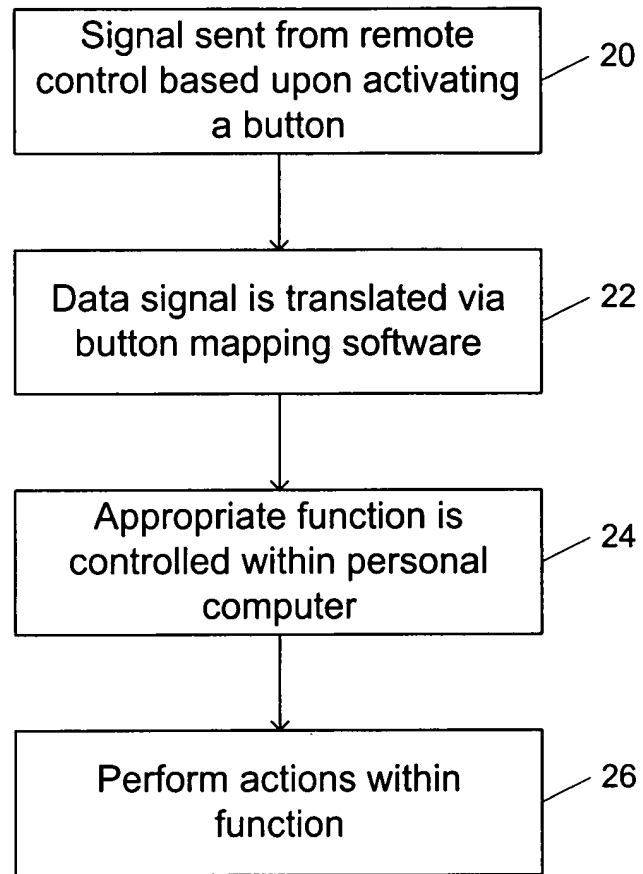 Signal sent from remote
control based upon activating
a button
20
Data signal is translated via
button mapping software
22
Appropriate function is
controlled within personal
computer
24
Perform actions within
function
26